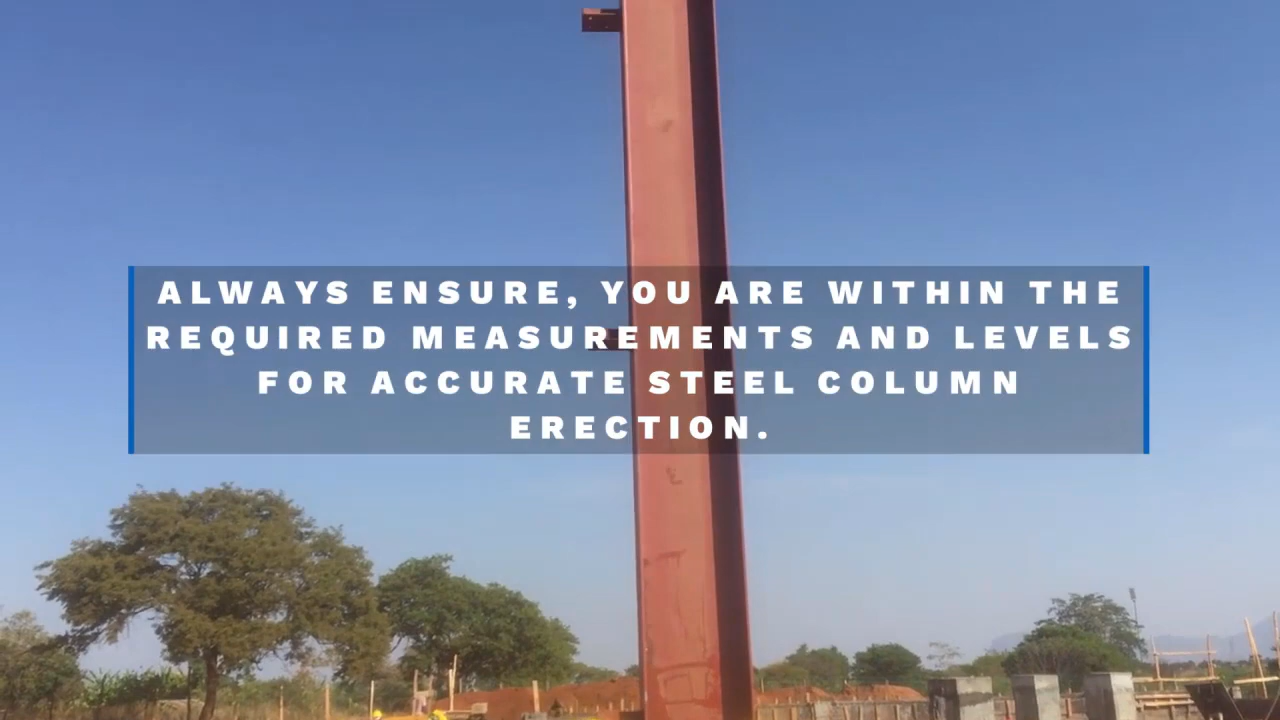 ALWAYS ENSURE, YOU ARE WITHIN THE
REQUIRED MEASUREMENTS AND LEVELS
FOR ACCURATE STEEL COLUMN
ERECTION.